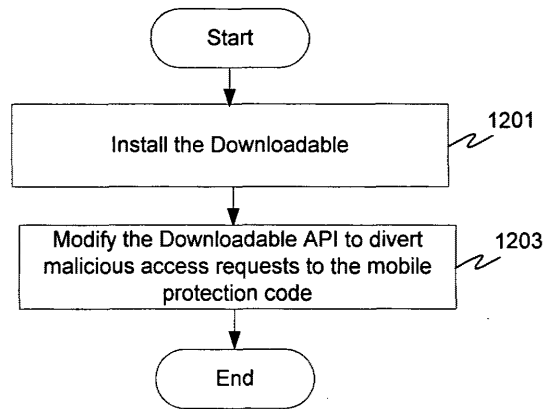 Start
Install the Downloadable
1201
Modify the Downloadable API to divert
malicious access requests to the mobile
protection code
1203
End